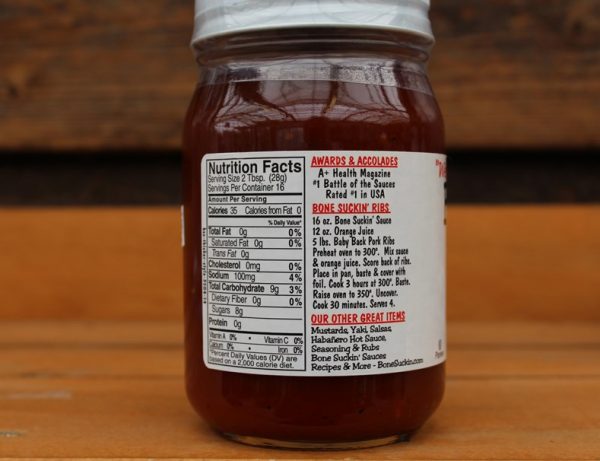 Nutrition Facts
Serving Size 2 Tbsp. (28g)
Servings Per Container 16
Amount Per Serving
Calories 35 Calories from Fat 0
% Daily Value*
Total Fat 0g 0%
Saturated Fat 0g 0%
Trans Fat 0g
Cholesterol 0mg 0%
Sodium 100mg 4%
Total Carbohydrate 9g 3%
Dietary Fiber 0g 0%
Sugars 8g
Protein 0g
Vitamin A 0% • Vitamin C 0%
Calcium 0% • Iron 0%
*Percent Daily Values (DV) are
based on a 2,000 calorie diet.
AWARDS & ACCOLADES
A+ Health Magazine
#1 Battle of the Sauces
Rated #1 in USA
BONE SUCKIN' RIBS
16 oz. Bone Suckin' Sauce
12 oz. Orange Juice
5 lbs. Baby Back Pork Ribs
Preheat oven to 300°. Mix sauce
& orange juice. Score back of ribs.
Place in pan, baste & cover with
foil. Cook 3 hours at 300°. Baste.
Raise oven to 350°. Uncover.
Cook 30 minutes. Serves 4.
OUR OTHER GREAT ITEMS
Mustards, Yaki, Salsas,
Habañero Hot Sauce,
Seasoning & Rubs
Bone Suckin' Sauces
Recipes & More - BoneSuckin.com